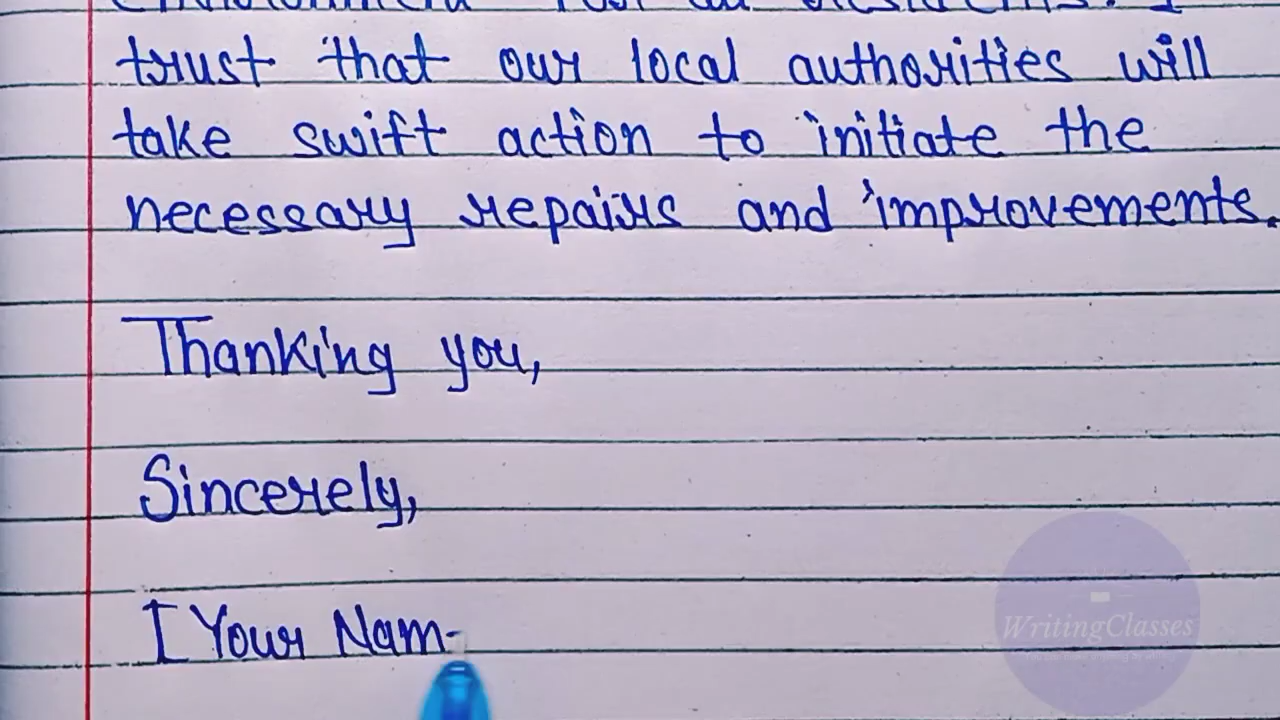 trust that our local authorities will
take swift action to initiate the
necessary repairs and improvements.
Thanking you,
Sincerely,
[Your Nam
WritingClasses